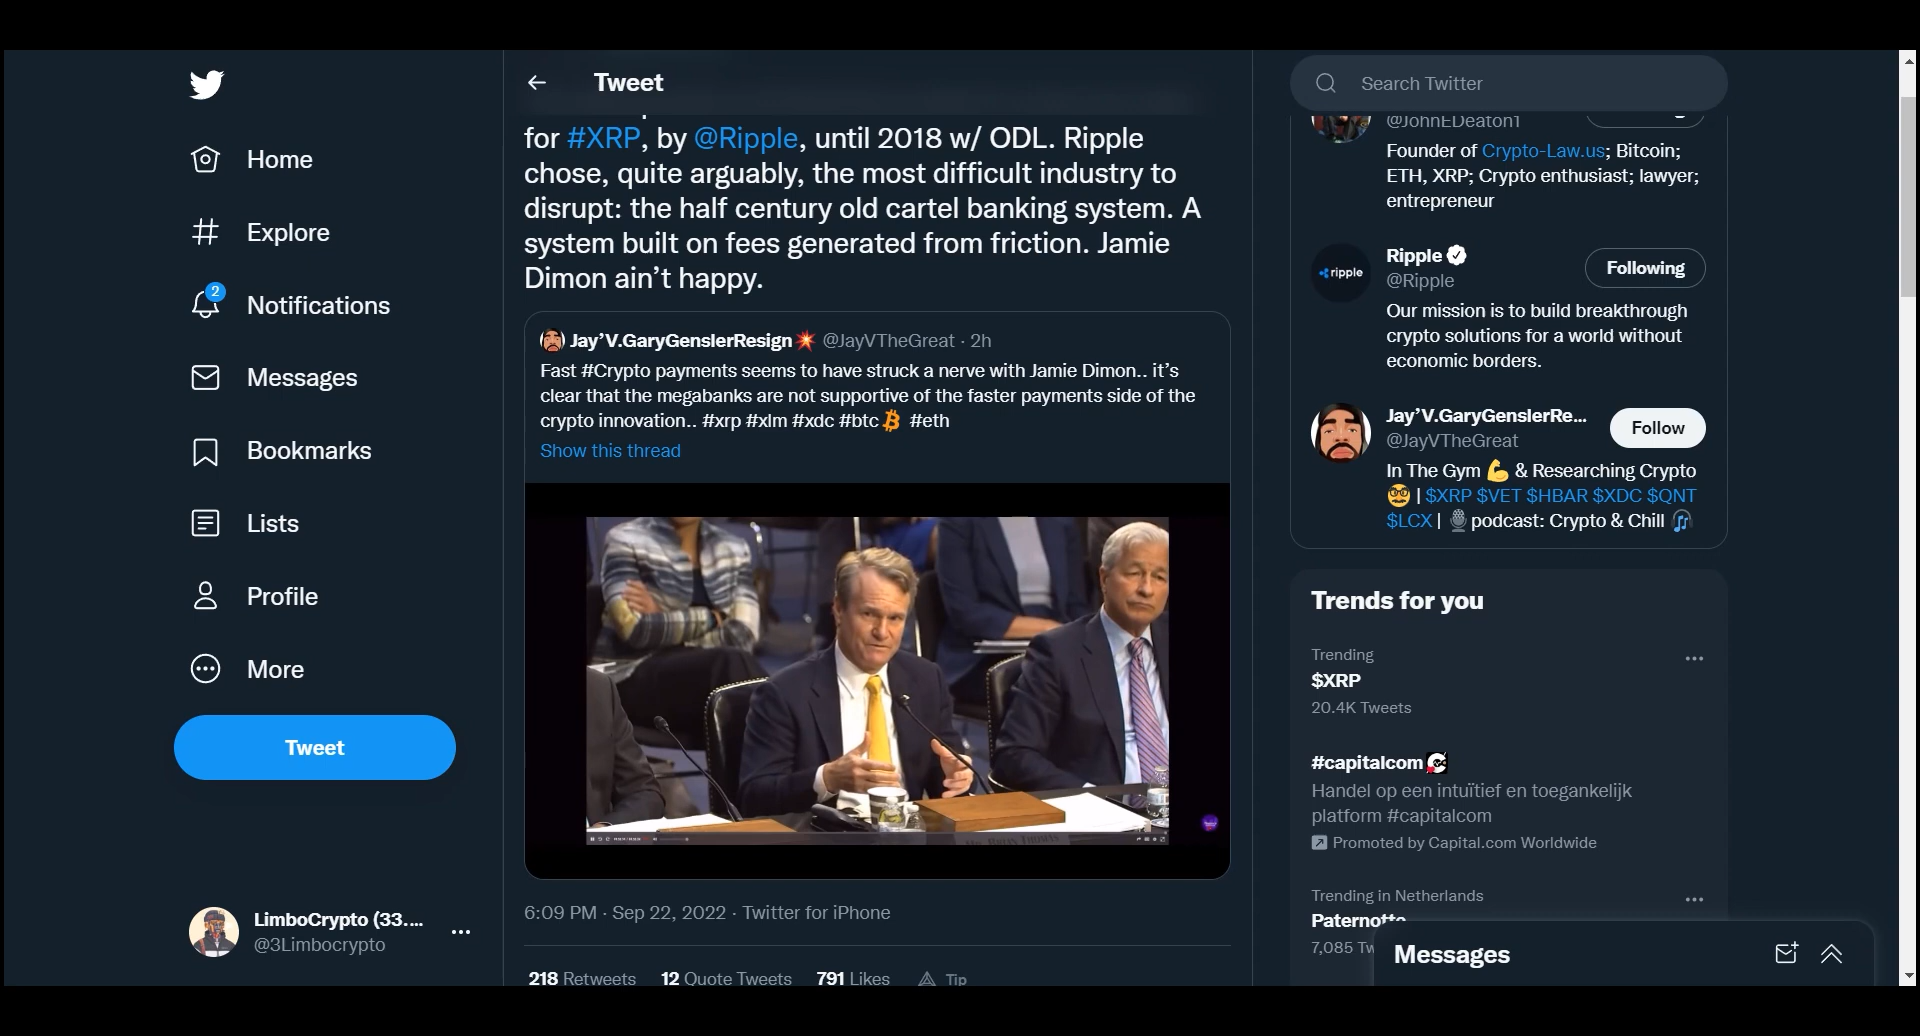 Home
Explore
2
Notifications
Messages
Bookmarks
Lists
Profile
More
Tweet
LimboCrypto (33....
@3Limbocrypto
Tweet
for #XRP, by @Ripple, until 2018 w/ ODL. Ripple
chose, quite arguably, the most difficult industry to
disrupt: the half century old cartel banking system. A
system built on fees generated from friction. Jamie
Dimon ain’t happy.
Jay’V.GaryGenslerResign💥 @JayVTheGreat · 2h
Fast #Crypto payments seems to have struck a nerve with Jamie Dimon.. it’s
clear that the megabanks are not supportive of the faster payments side of the
crypto innovation.. #xrp #xlm #xdc #btc #eth
Show this thread
6:09 PM · Sep 22, 2022 · Twitter for iPhone
218 Retweets 12 Quote Tweets 791 Likes Tip
Search Twitter
@JohnEDeaton1
Founder of Crypto-Law.us; Bitcoin;
ETH, XRP; Crypto enthusiast; lawyer;
entrepreneur
ripple
Ripple
@Ripple
Following
Our mission is to build breakthrough
crypto solutions for a world without
economic borders.
Jay’V.GaryGenslerRe...
@JayVTheGreat
Follow
In The Gym 💪 & Researching Crypto
🥸 | $XRP $VET $HBAR $XDC $QNT
$LCX | 🎙️podcast: Crypto & Chill 🎧
Trends for you
Trending
$XRP
20.4K Tweets
#capitalcom
Handel op een intuïtief en toegankelijk
platform #capitalcom
Promoted by Capital.com Worldwide
Trending in Netherlands
Paternotte
7,085 Tw
Messages